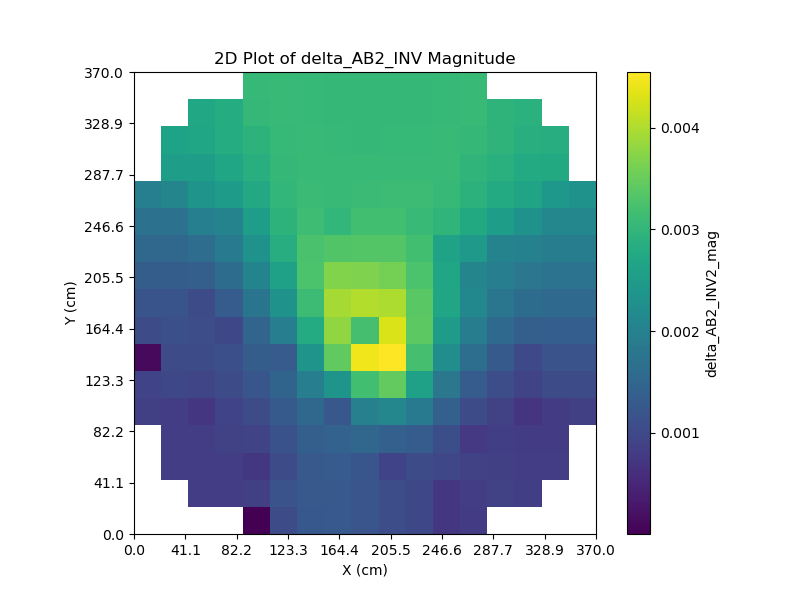 2D Plot of delta_AB2_INV Magnitude
370.0
328.9
287.7
246.6
205.5
164.4
123.3
82.2
41.1
0.0
Y (cm)
0.0 41.1 82.2 123.3 164.4 205.5 246.6 287.7 328.9 370.0
X (cm)
0.004
0.003
0.002
0.001
delta_AB2_INV2_mag